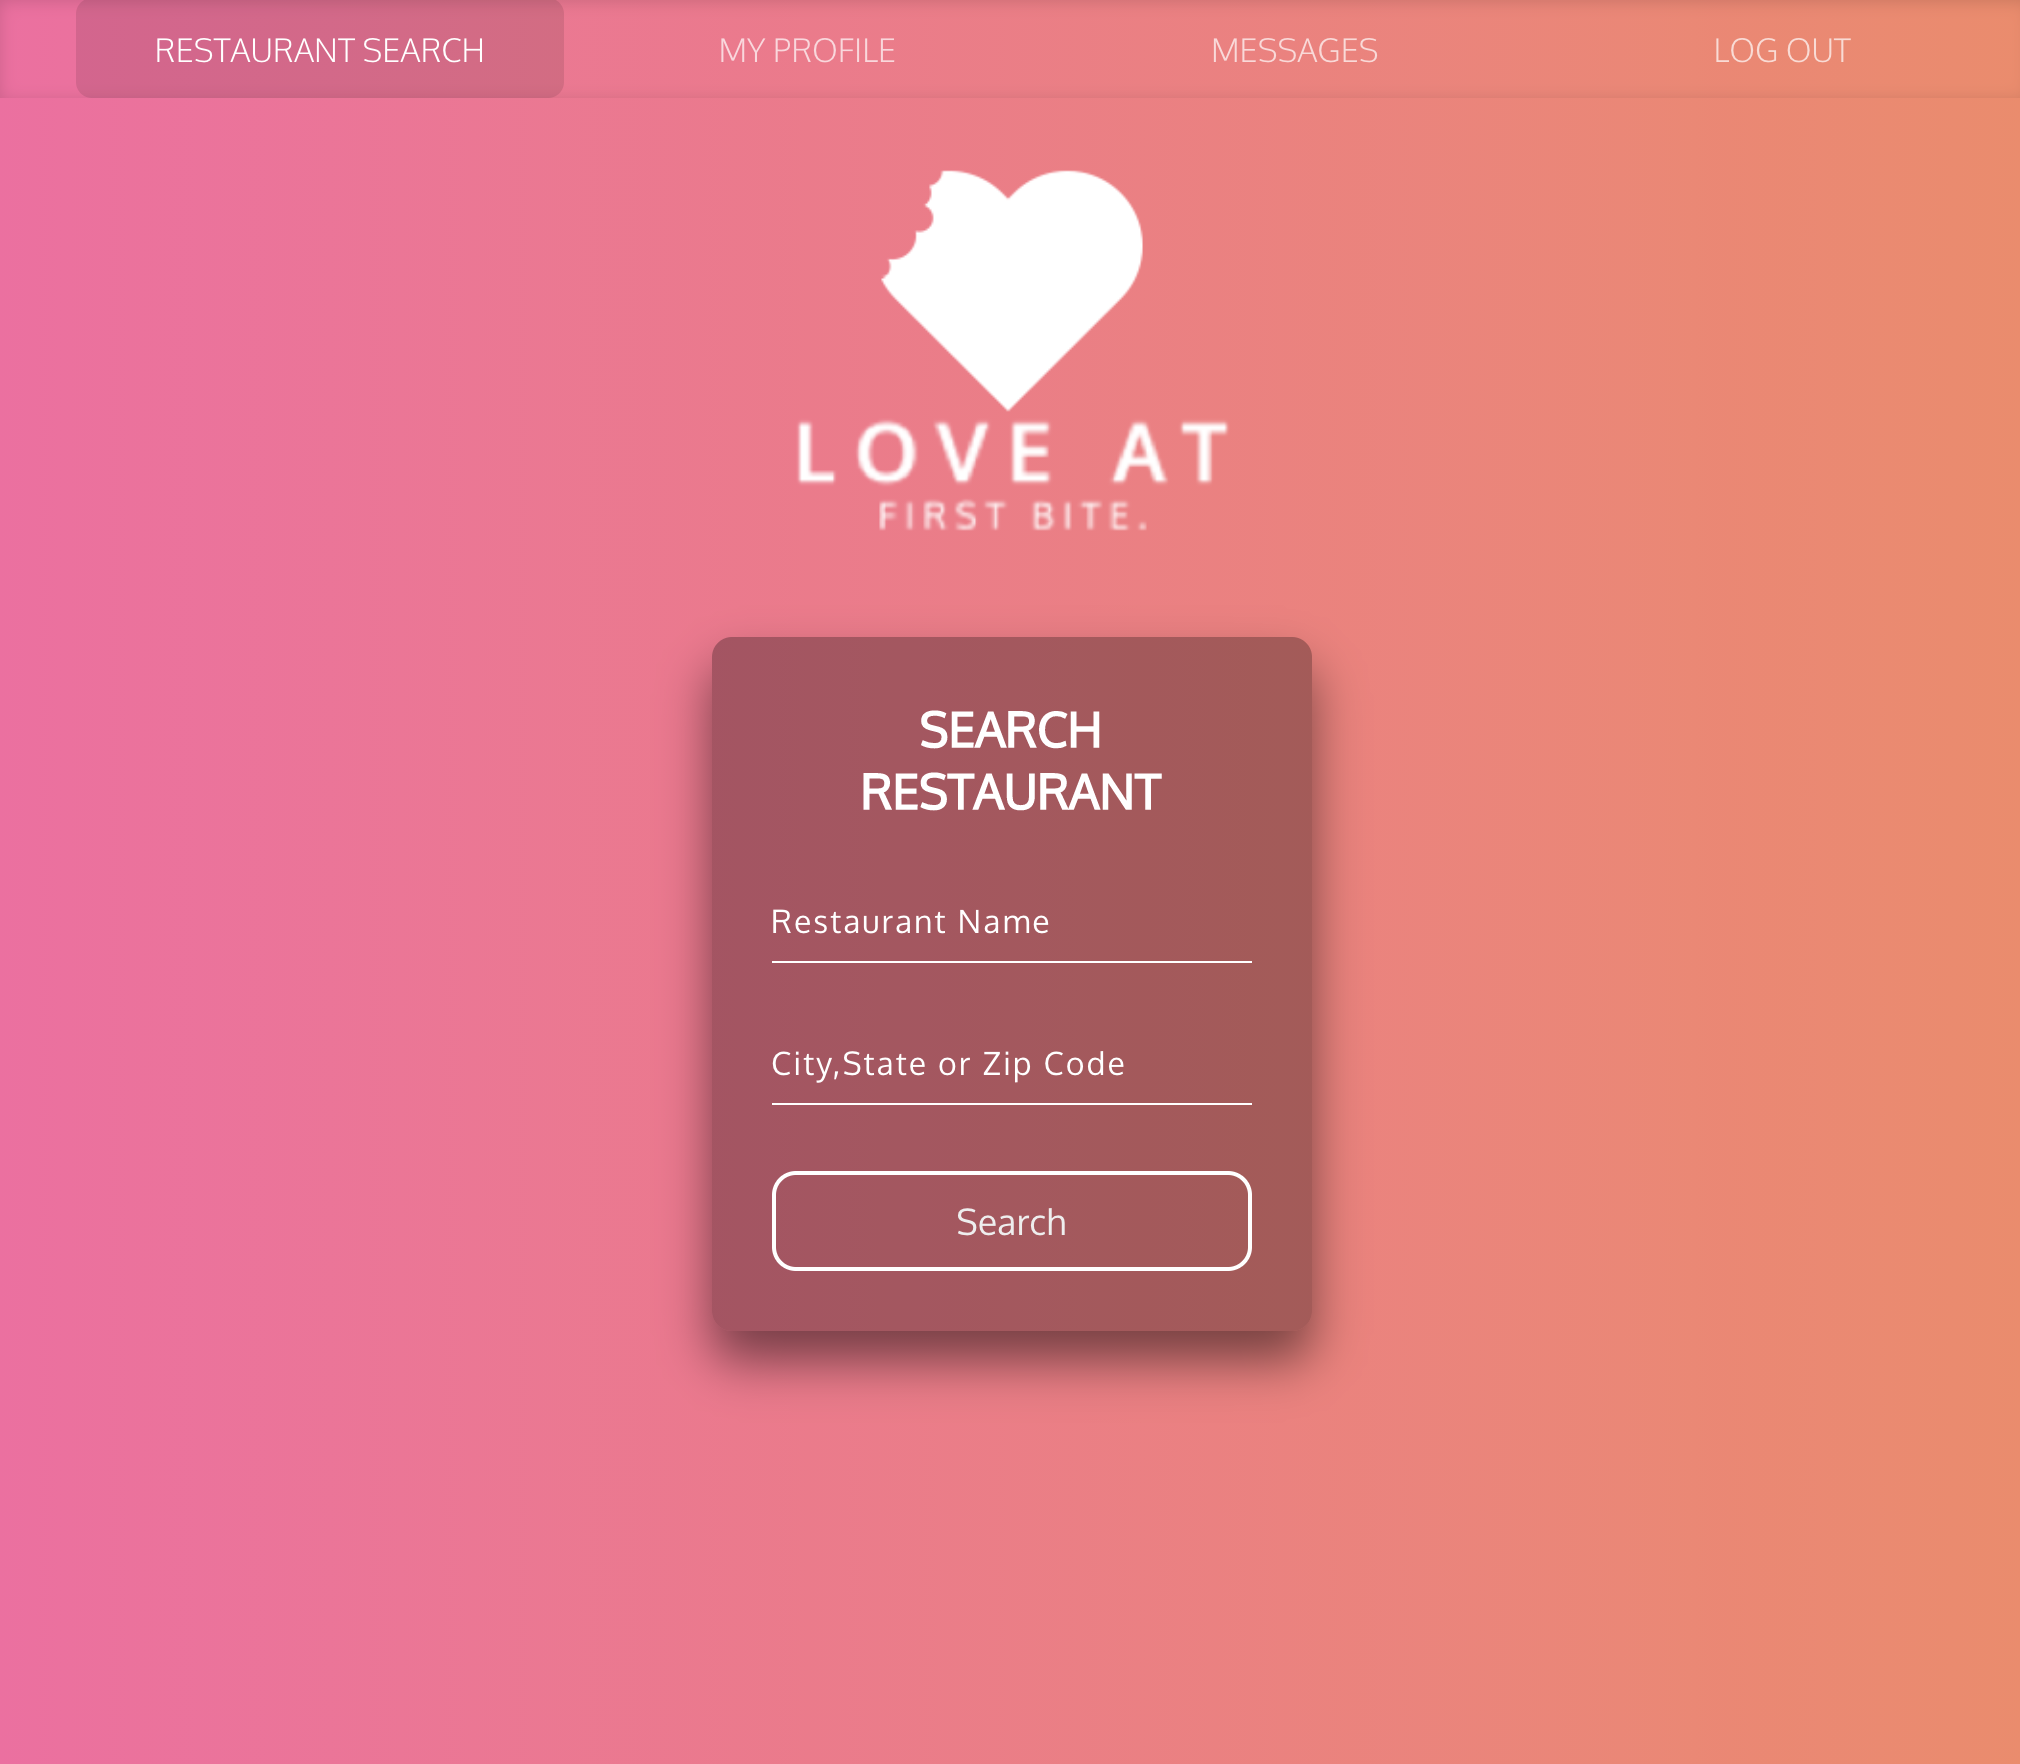 RESTAURANT SEARCH MY PROFILE MESSAGES LOG OUT
LOVE AT
FIRST BITE.
SEARCH
RESTAURANT
Restaurant Name
City,State or Zip Code
Search